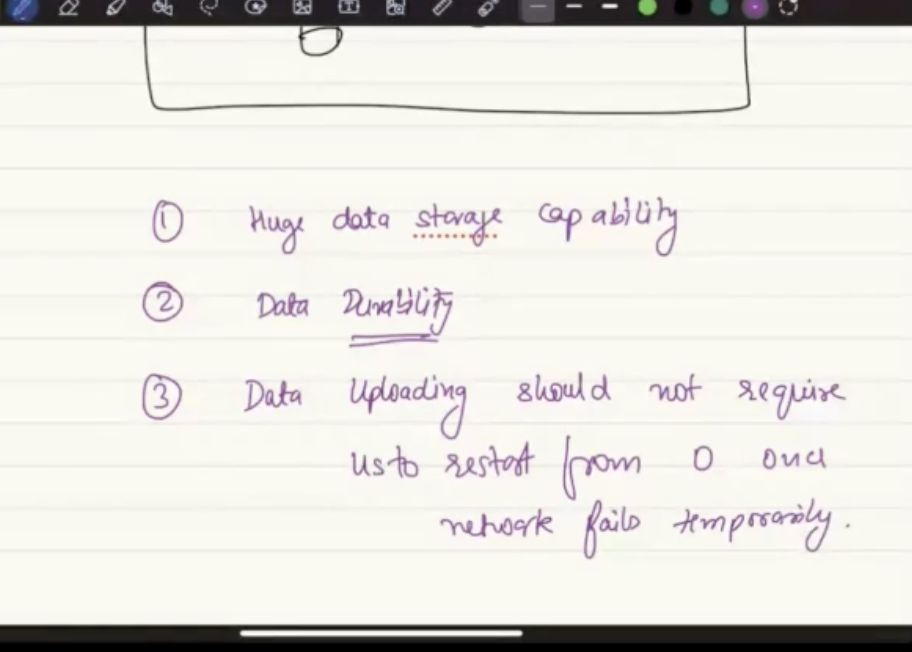 ① Huge data storage capability
② Data Durability
③ Data Uploading should not require
us to restart from 0 once
network fails temporarily.